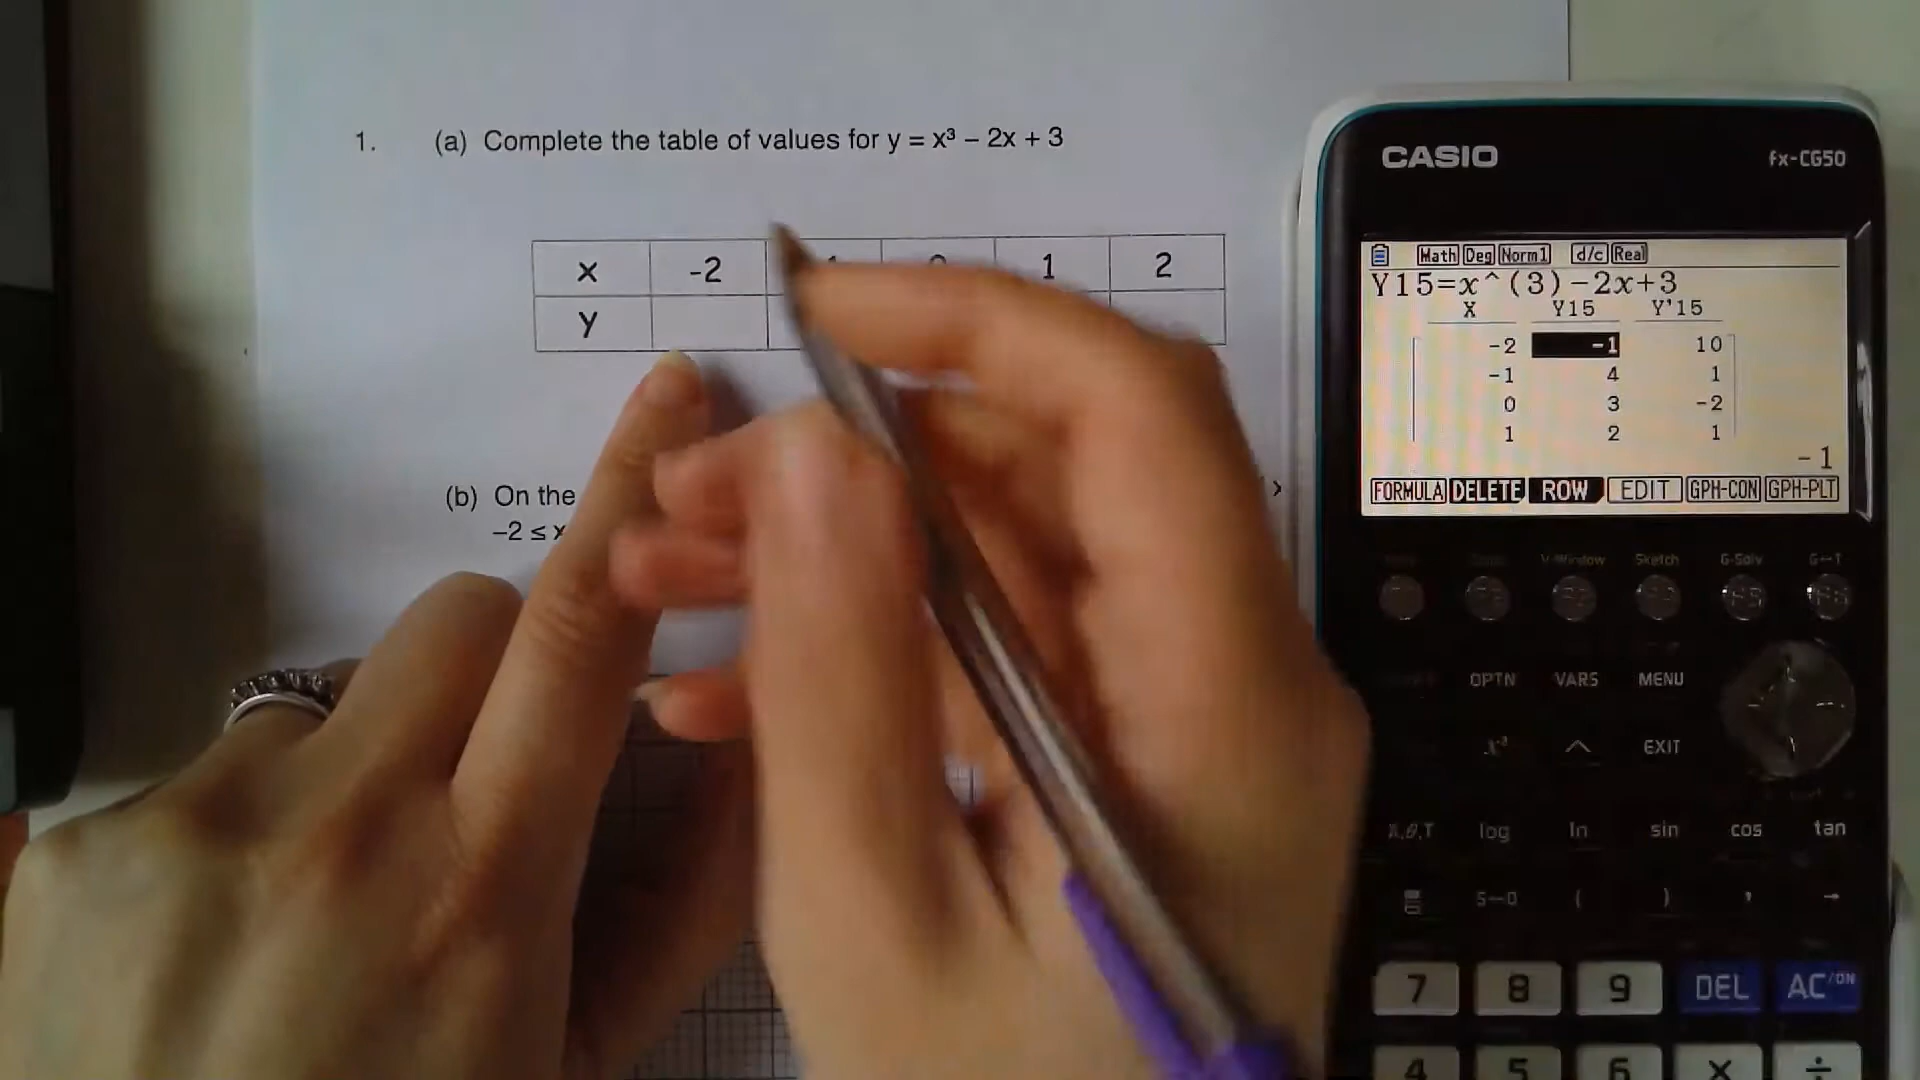 1. (a) Complete the table of values for y = x³ – 2x + 3
x -2 1 2
y
(b) On the
–2 ≤ x
CASIO fx-CG50
Math Deg Norm1 d/c Real
Y15=x^(3)-2x+3
X Y15 Y'15
-2 -1 10
-1 4 1
0 3 -2
1 2 1
-1
FORMULA DELETE ROW EDIT GPH-CON GPH-PLT
V-Window Sketch G-Solv G↔T
F5 F6
OPTN VARS MENU
x² ^ EXIT
X,θ,T log ln sin cos tan
S↔D ( ) , →
7 8 9 DEL AC/ON
4 5 6 × ÷